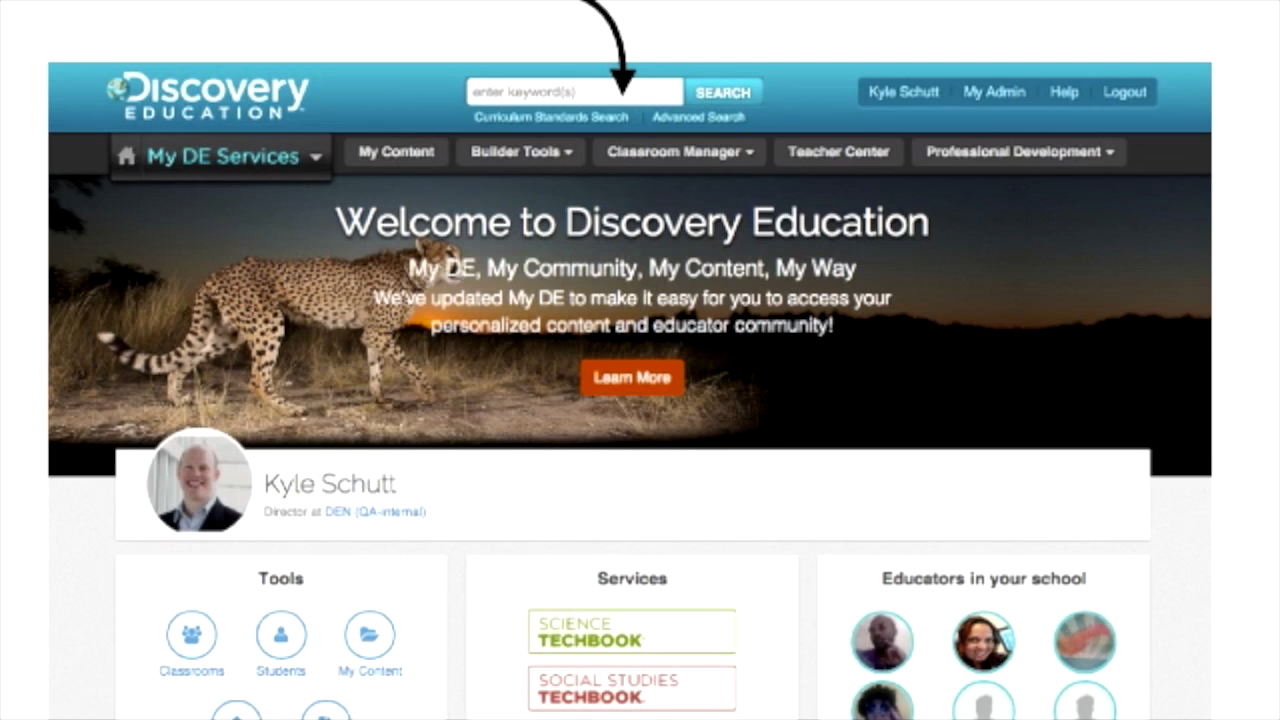 DISCOVERY
EDUCATION
enter keyword(s)
SEARCH
Curriculum Standards Search
Advanced Search
Kyle Schutt My Admin Help Logout
My DE Services
My Content
Builder Tools
Classroom Manager
Teacher Center
Professional Development
Welcome to Discovery Education
My DE, My Community, My Content, My Way
We've updated My DE to make it easy for you to access your
personalized content and educator community!
Learn More
Kyle Schutt
Director at DEN (QA-internal)
Tools
Classrooms
Students
My Content
Services
SCIENCE
TECHBOOK
SOCIAL STUDIES
TECHBOOK
Educators in your school